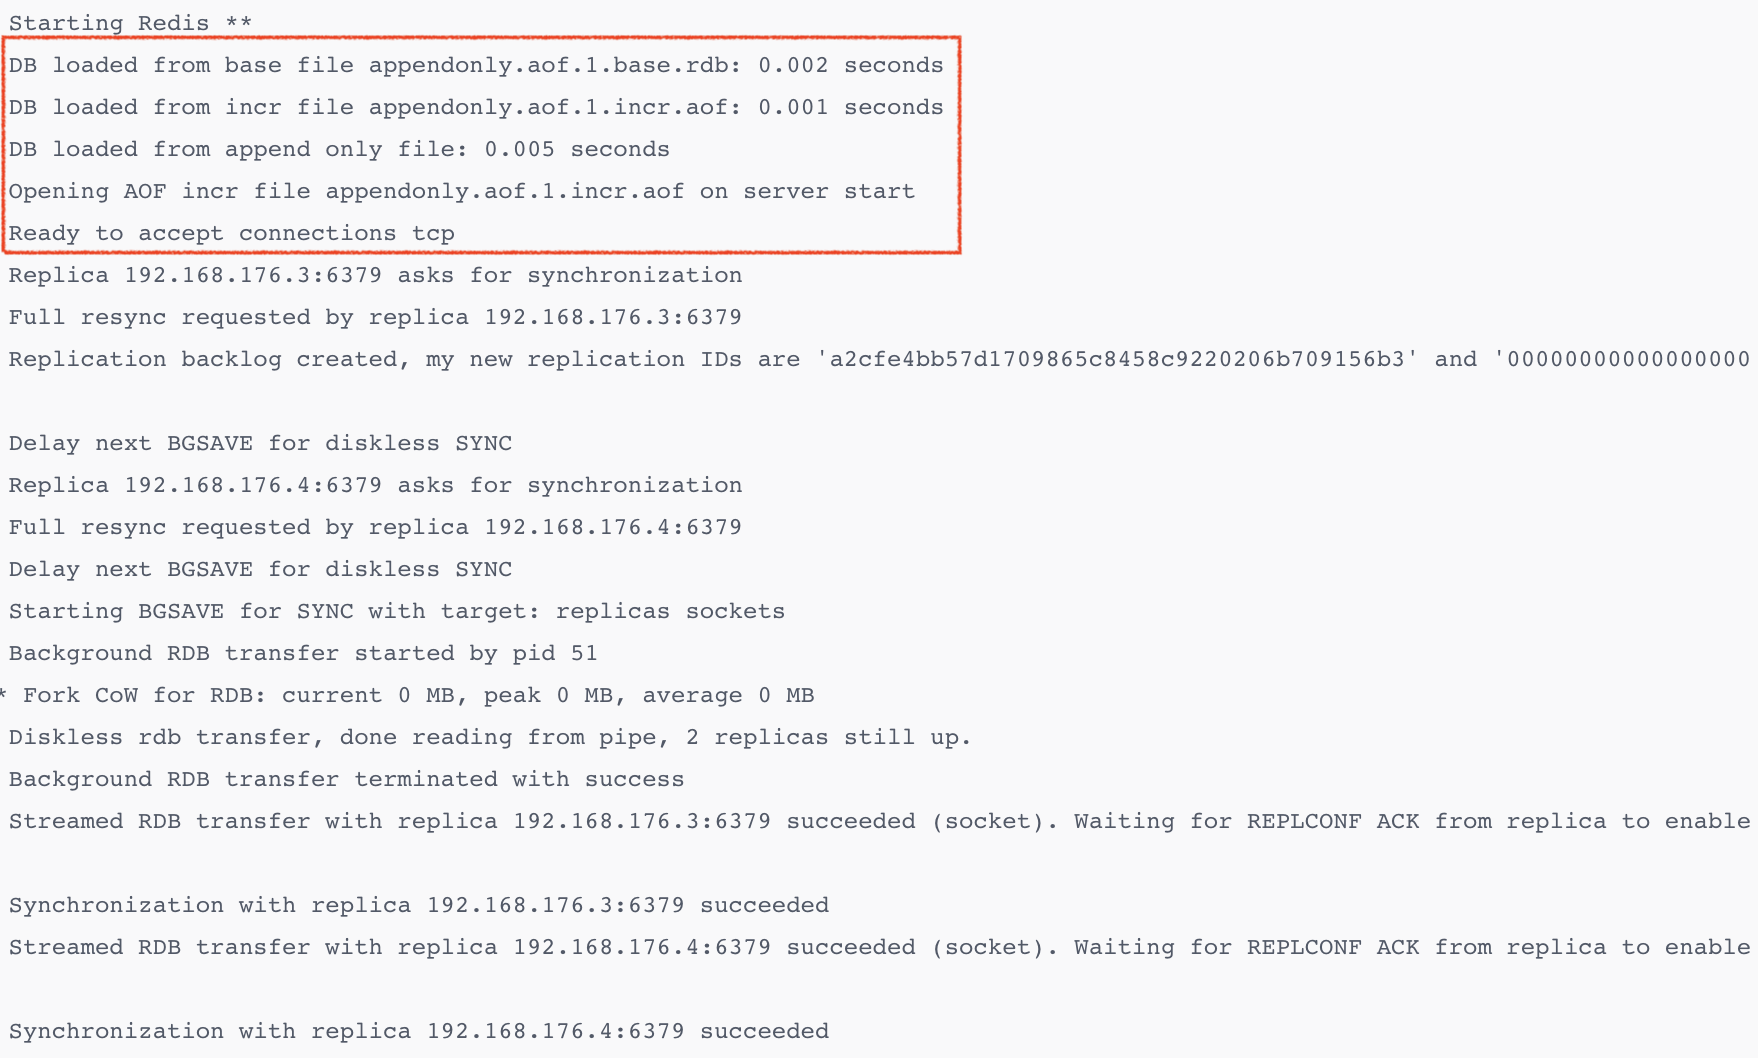 Starting Redis **
DB loaded from base file appendonly.aof.1.base.rdb: 0.002 seconds
DB loaded from incr file appendonly.aof.1.incr.aof: 0.001 seconds
DB loaded from append only file: 0.005 seconds
Opening AOF incr file appendonly.aof.1.incr.aof on server start
Ready to accept connections tcp
Replica 192.168.176.3:6379 asks for synchronization
Full resync requested by replica 192.168.176.3:6379
Replication backlog created, my new replication IDs are 'a2cfe4bb57d1709865c8458c9220206b709156b3' and '00000000000000000
Delay next BGSAVE for diskless SYNC
Replica 192.168.176.4:6379 asks for synchronization
Full resync requested by replica 192.168.176.4:6379
Delay next BGSAVE for diskless SYNC
Starting BGSAVE for SYNC with target: replicas sockets
Background RDB transfer started by pid 51
* Fork CoW for RDB: current 0 MB, peak 0 MB, average 0 MB
Diskless rdb transfer, done reading from pipe, 2 replicas still up.
Background RDB transfer terminated with success
Streamed RDB transfer with replica 192.168.176.3:6379 succeeded (socket). Waiting for REPLCONF ACK from replica to enable
Synchronization with replica 192.168.176.3:6379 succeeded
Streamed RDB transfer with replica 192.168.176.4:6379 succeeded (socket). Waiting for REPLCONF ACK from replica to enable
Synchronization with replica 192.168.176.4:6379 succeeded